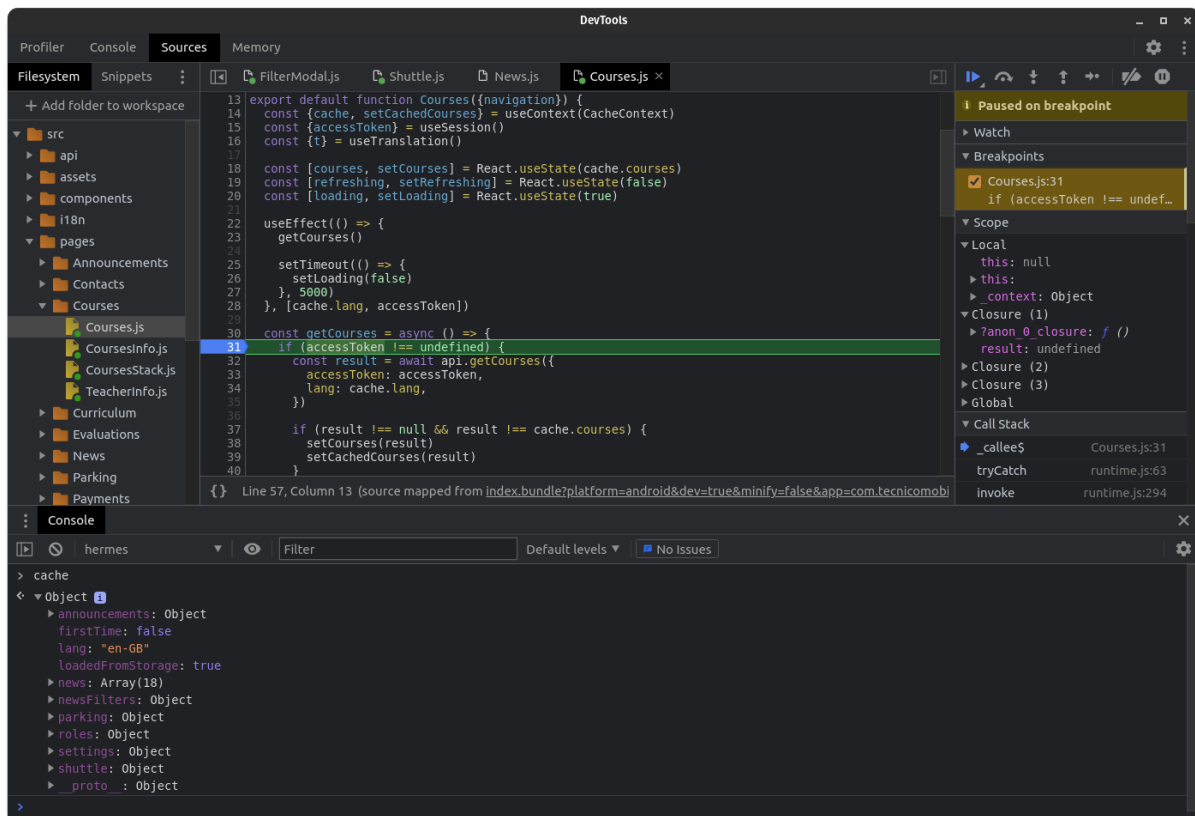 DevTools
Profiler Console Sources Memory
Filesystem Snippets
FilterModal.js Shuttle.js News.js Courses.js ×
+ Add folder to workspace
src
api
assets
components
i18n
pages
Announcements
Contacts
Courses
Courses.js
CoursesInfo.js
CoursesStack.js
TeacherInfo.js
Curriculum
Evaluations
News
Parking
Payments
13 export default function Courses({navigation}) {
14 const {cache, setCachedCourses} = useContext(CacheContext)
15 const {accessToken} = useSession()
16 const {t} = useTranslation()
17
18 const [courses, setCourses] = React.useState(cache.courses)
19 const [refreshing, setRefreshing] = React.useState(false)
20 const [loading, setLoading] = React.useState(true)
21
22 useEffect(() => {
23 getCourses()
24
25 setTimeout(() => {
26 setLoading(false)
27 }, 5000)
28 }, [cache.lang, accessToken])
29
30 const getCourses = async () => {
31 if (accessToken !== undefined) {
32 const result = await api.getCourses({
33 accessToken: accessToken,
34 lang: cache.lang,
35 })
36
37 if (result !== null && result !== cache.courses) {
38 setCourses(result)
39 setCachedCourses(result)
40 }
{} Line 57, Column 13 (source mapped from index.bundle?platform=android&dev=true&minify=false&app=com.tecnicomobi
Paused on breakpoint
Watch
Breakpoints
Courses.js:31
if (accessToken !== undef…
Scope
Local
this: null
this:
_context: Object
Closure (1)
?anon_0_closure: ƒ ()
result: undefined
Closure (2)
Closure (3)
Global
Call Stack
_callee$ Courses.js:31
tryCatch runtime.js:63
invoke runtime.js:294
Console
hermes Filter Default levels No Issues
> cache
Object
announcements: Object
firstTime: false
lang: "en-GB"
loadedFromStorage: true
news: Array(18)
newsFilters: Object
parking: Object
roles: Object
settings: Object
shuttle: Object
__proto__: Object
>